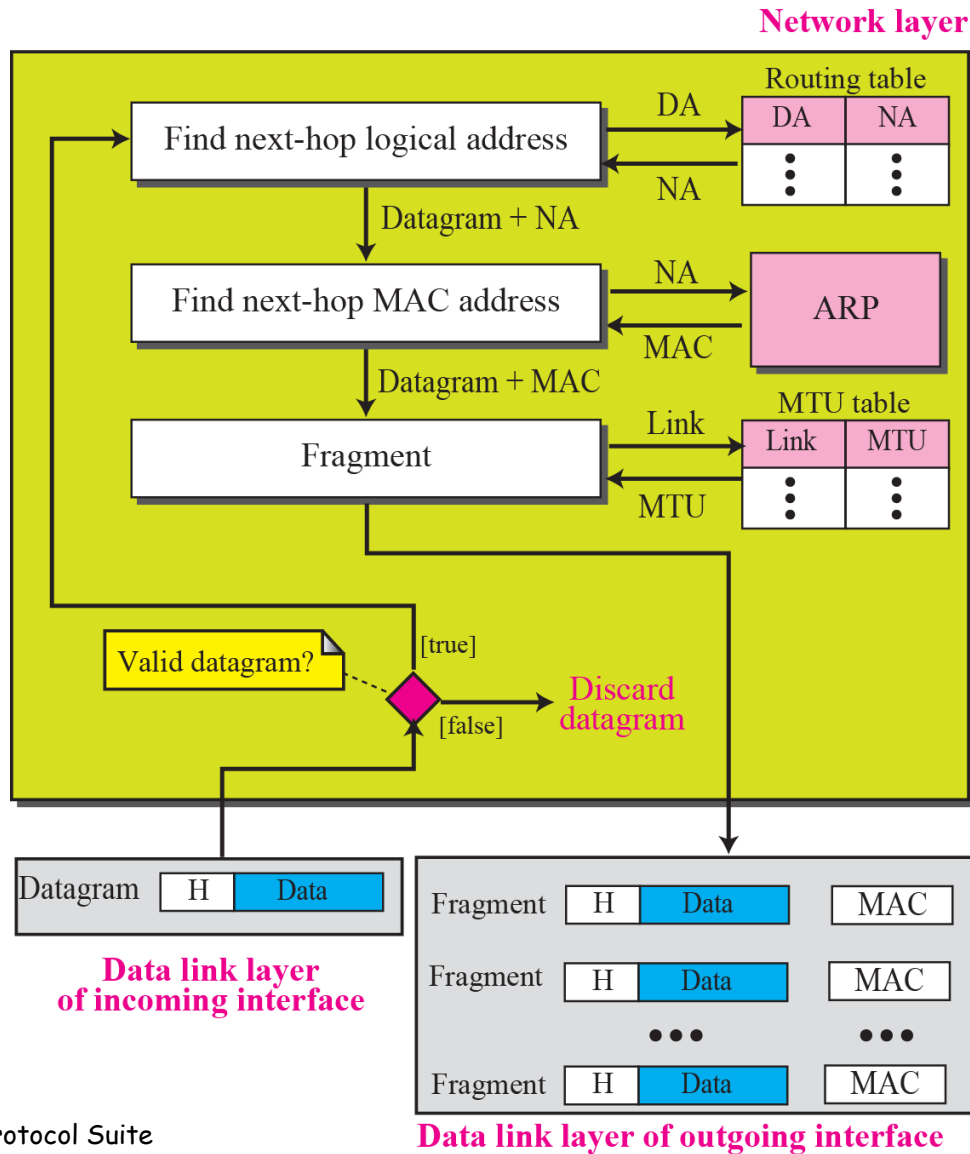 Network layer
Routing table
DA
DA NA
Find next-hop logical address
NA
Datagram + NA
NA
Find next-hop MAC address
ARP
MAC
Datagram + MAC
MTU table
Link
Link MTU
Fragment
MTU
[true]
Valid datagram?
Discard
datagram
[false]
Datagram H Data
Data link layer
of incoming interface
Fragment H Data MAC
Fragment H Data MAC
Fragment H Data MAC
Data link layer of outgoing interface
rotocol Suite